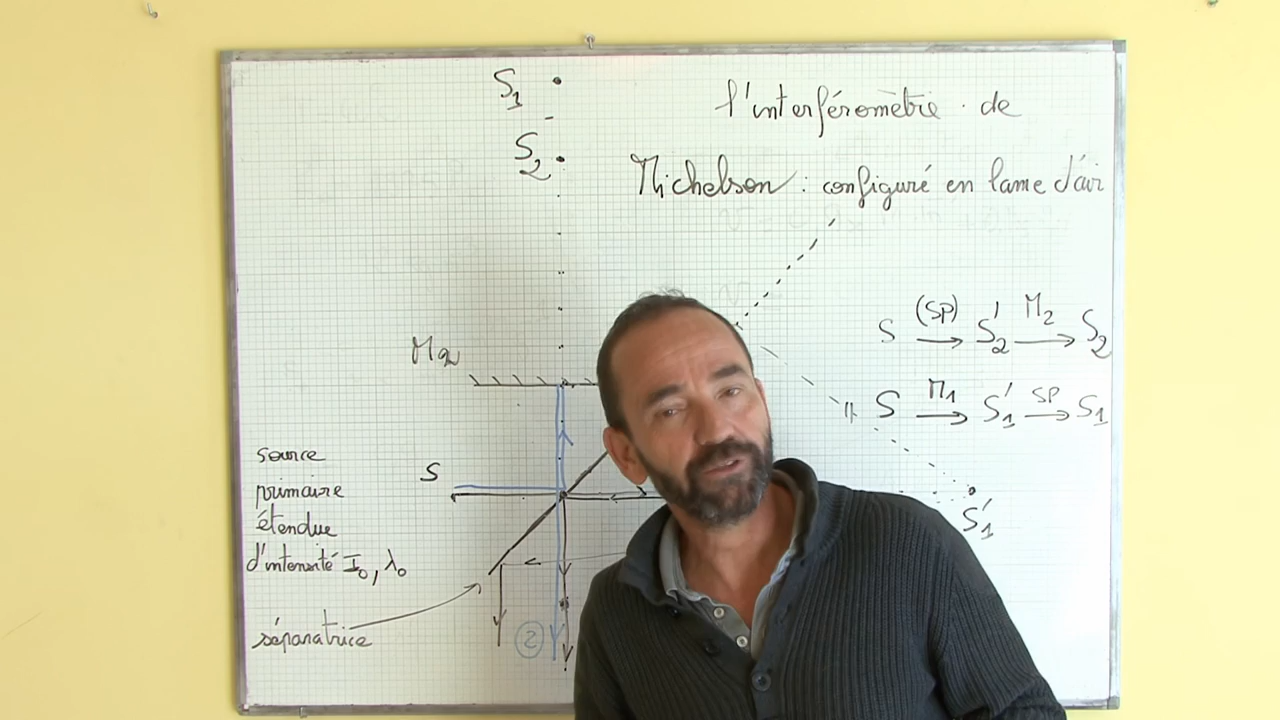 S1
l'interféromètre de
S2
Michelson : configuré en lame d'air
S (SP) → S'2 M2 → S2
M2
S M1 → S'1 SP → S1
source
S
primaire
étendue
S'1
d'intensité I0, λ0
séparatrice
2